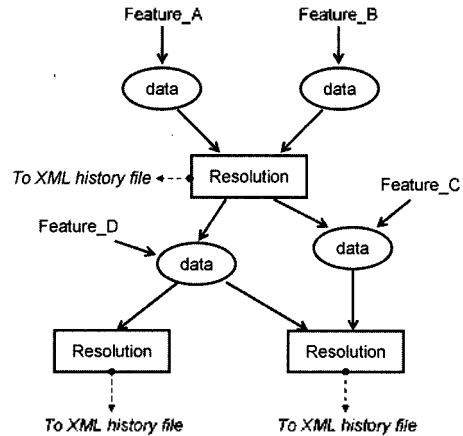 Feature_A
Feature_B
data
data
To XML history file
Resolution
Feature_C
Feature_D
data
data
Resolution
Resolution
To XML history file
To XML history file